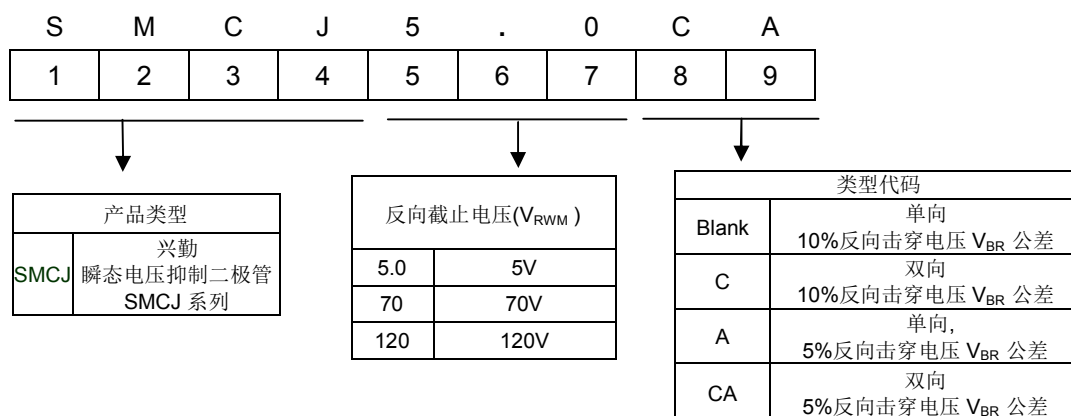 S M C J 5 . 0 C A
1 2 3 4 5 6 7 8 9
产品类型
SMCJ
兴勤
瞬态电压抑制二极管
SMCJ 系列
反向截止电压(VRWM )
5.0 5V
70 70V
120 120V
类型代码
Blank
单向
10%反向击穿电压 VBR 公差
C
双向
10%反向击穿电压 VBR 公差
A
单向,
5%反向击穿电压 VBR 公差
CA
双向
5%反向击穿电压 VBR 公差